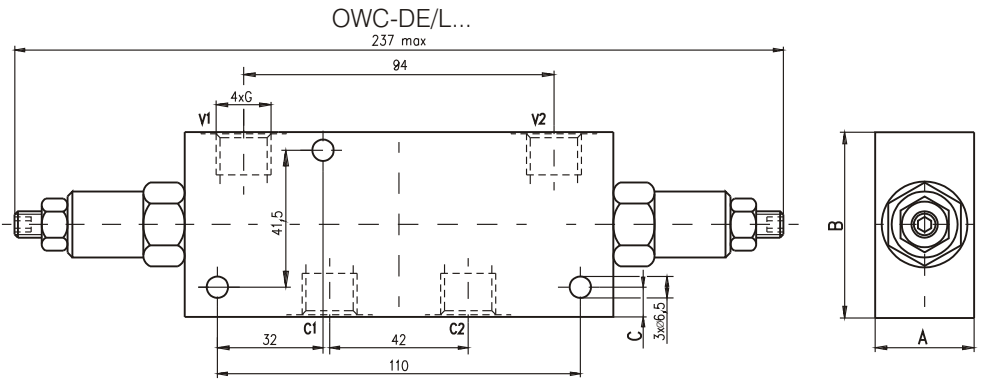 OWC-DE/L...
237 max
94
4xG
V1
V2
41,5
B
C1
C2
C
3xø6,5
32
42
A
110